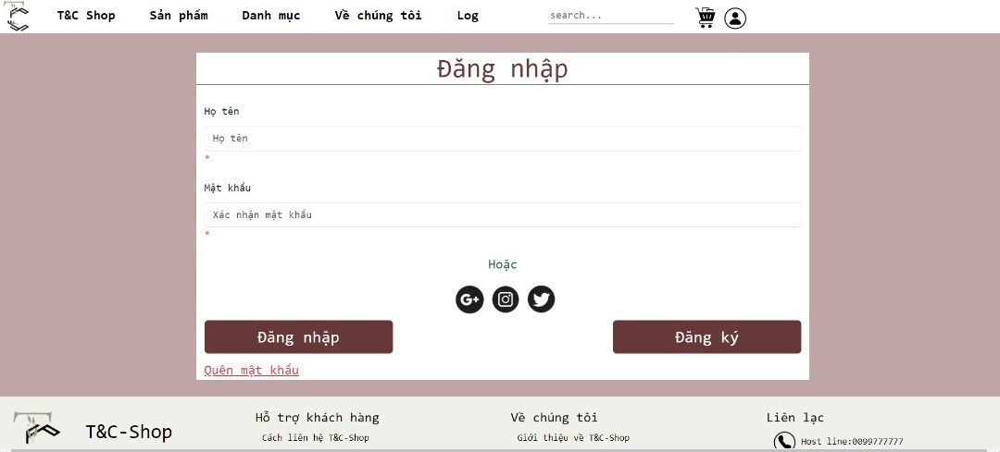 T&C Shop Sản phẩm Danh mục Về chúng tôi Log search...
Đăng nhập
Họ tên
Họ tên
*
Mật khẩu
Xác nhận mật khẩu
*
Hoặc
G+
Đăng nhập Đăng ký
Quên mật khẩu
T&C-Shop
Hỗ trợ khách hàng
Cách liên hệ T&C-Shop
Về chúng tôi
Giới thiệu về T&C-Shop
Liên lạc
Host line:0099777777